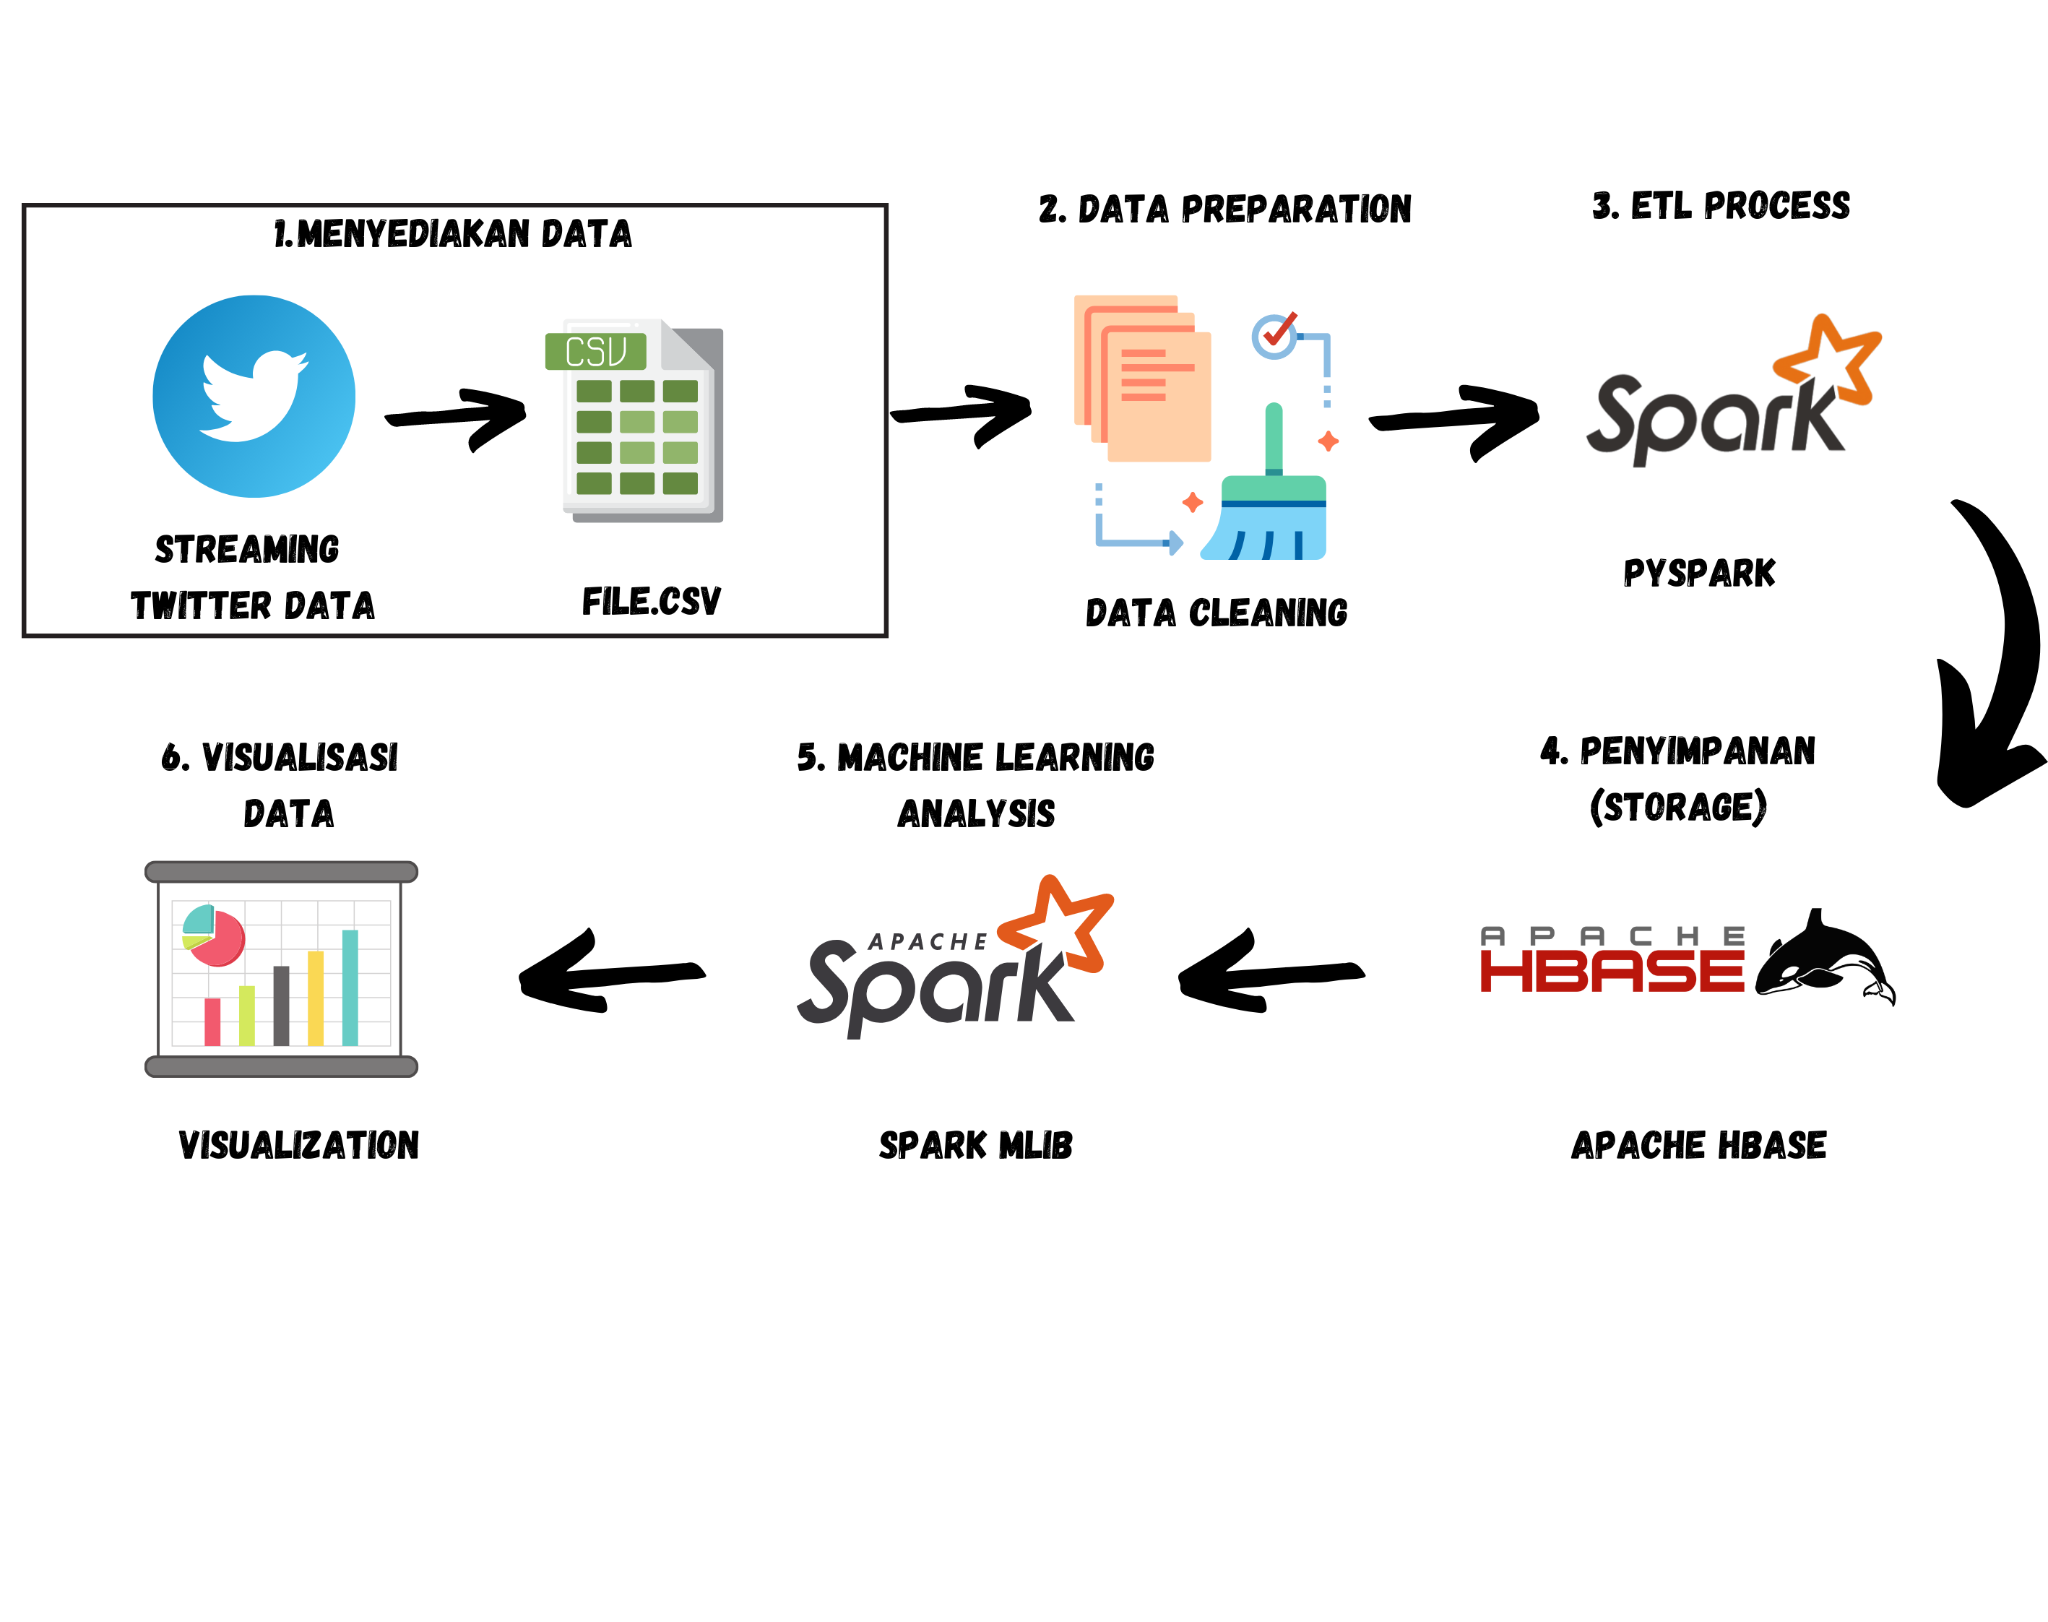 1.MENYEDIAKAN DATA
2. DATA PREPARATION
3. ETL PROCESS
CSV
Spark
STREAMING
TWITTER DATA
FILE.CSV
DATA CLEANING
PYSPARK
6. VISUALISASI
DATA
5. MACHINE LEARNING
ANALYSIS
4. PENYIMPANAN
(STORAGE)
APACHE
Spark
APACHE
HBASE
VISUALIZATION
SPARK MLIB
APACHE HBASE